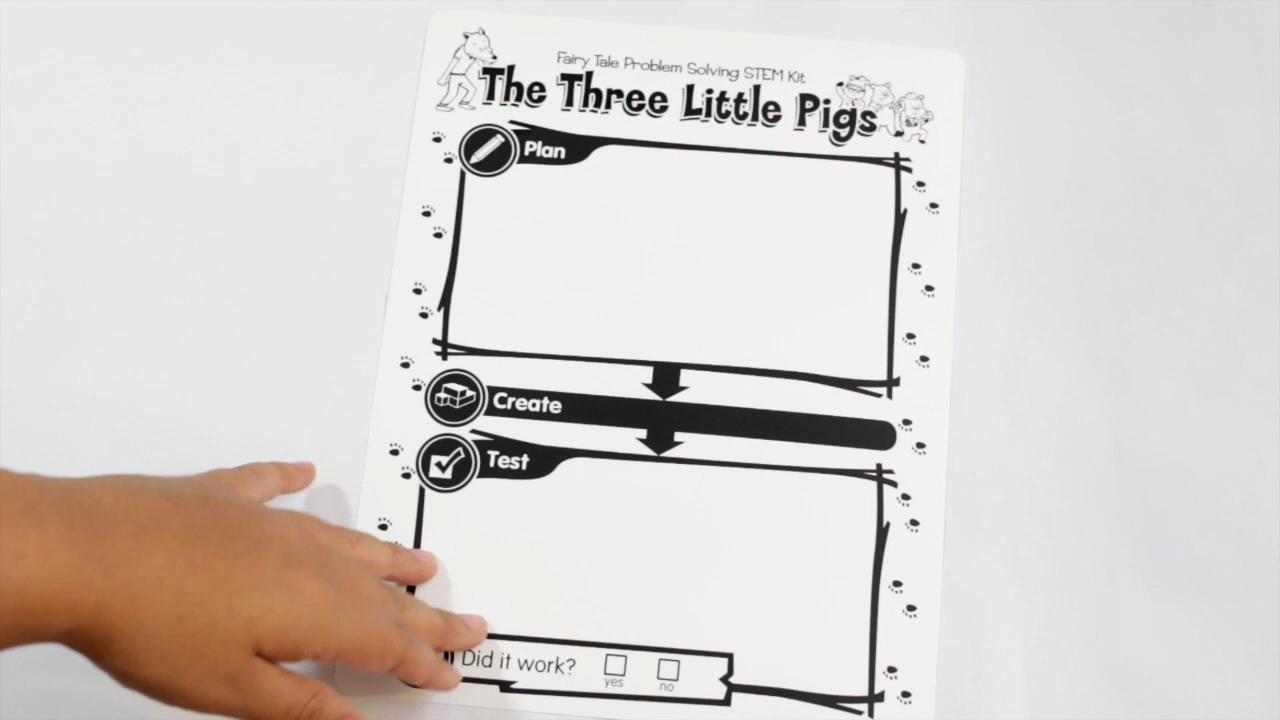 Fairy Tale Problem Solving STEM Kit
The Three Little Pigs
Plan
Create
Test
Did it work?
yes no